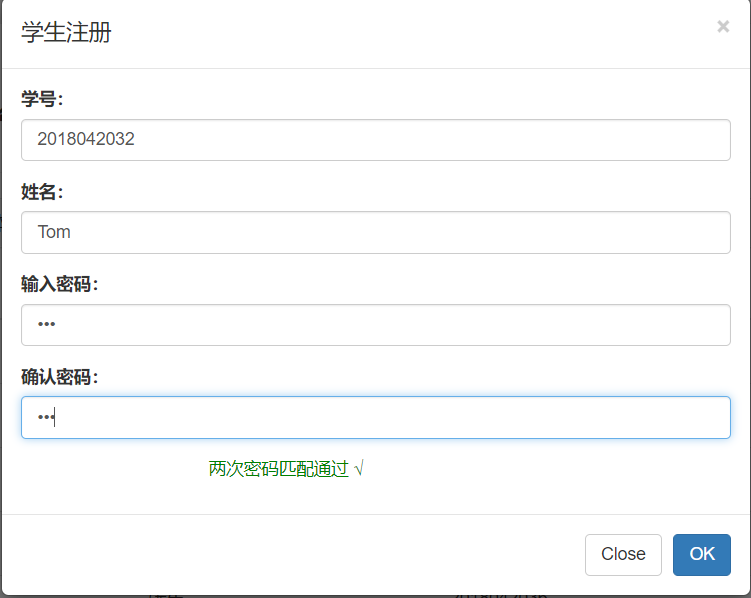 学生注册
×
学号：
2018042032
姓名：
Tom
输入密码：
•••
确认密码：
•••
两次密码匹配通过 √
Close
OK